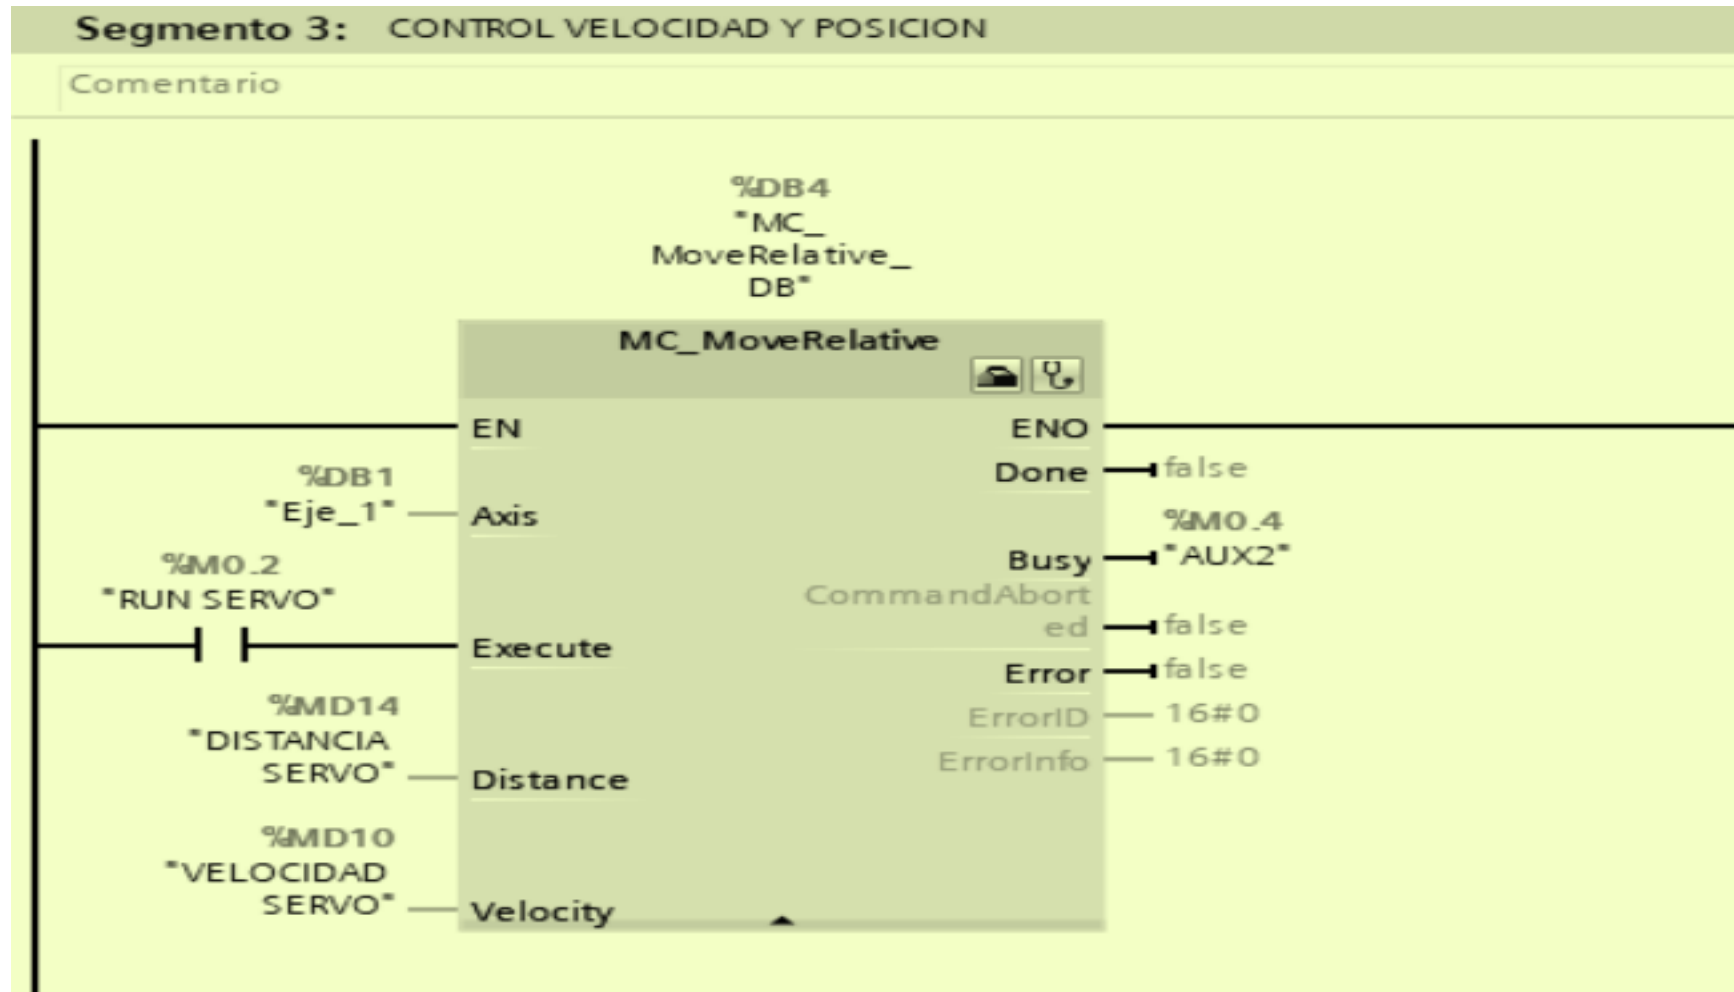 Segmento 3: CONTROL VELOCIDAD Y POSICION
Comentario
%DB4
"MC_
MoveRelative_
DB"
MC_MoveRelative
EN
ENO
Done
false
%DB1
"Eje_1"
Axis
%M0.4
"AUX2"
Busy
%M0.2
"RUN SERVO"
Execute
CommandAbort
ed
false
Error
false
%MD14
"DISTANCIA
SERVO"
Distance
ErrorID
16#0
ErrorInfo
16#0
%MD10
"VELOCIDAD
SERVO"
Velocity